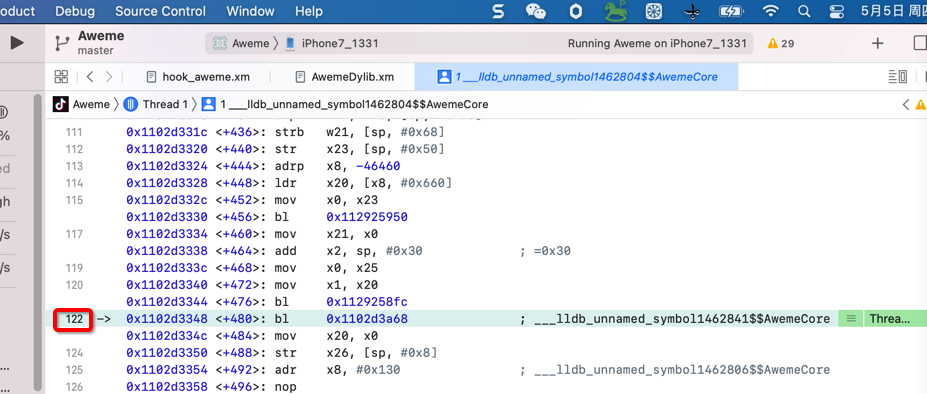 oduct Debug Source Control Window Help 5月5日 周四
Aweme
master
Aweme 〉 iPhone7_1331
Running Aweme on iPhone7_1331
29
hook_aweme.xm
AwemeDylib.xm
1 ___lldb_unnamed_symbol1462804$$AwemeCore
Aweme 〉 Thread 1 〉 1 ___lldb_unnamed_symbol1462804$$AwemeCore
111 0x1102d331c <+436>: strb w21, [sp, #0x68]
112 0x1102d3320 <+440>: str x23, [sp, #0x50]
113 0x1102d3324 <+444>: adrp x8, -46460
114 0x1102d3328 <+448>: ldr x20, [x8, #0x660]
115 0x1102d332c <+452>: mov x0, x23
0x1102d3330 <+456>: bl 0x112925950
117 0x1102d3334 <+460>: mov x21, x0
0x1102d3338 <+464>: add x2, sp, #0x30 ; =0x30
119 0x1102d333c <+468>: mov x0, x25
120 0x1102d3340 <+472>: mov x1, x20
0x1102d3344 <+476>: bl 0x1129258fc
122 -> 0x1102d3348 <+480>: bl 0x1102d3a68 ; ___lldb_unnamed_symbol1462841$$AwemeCore Threa...
0x1102d334c <+484>: mov x20, x0
124 0x1102d3350 <+488>: str x26, [sp, #0x8]
125 0x1102d3354 <+492>: adr x8, #0x130 ; ___lldb_unnamed_symbol1462806$$AwemeCore
126 0x1102d3358 <+496>: nop